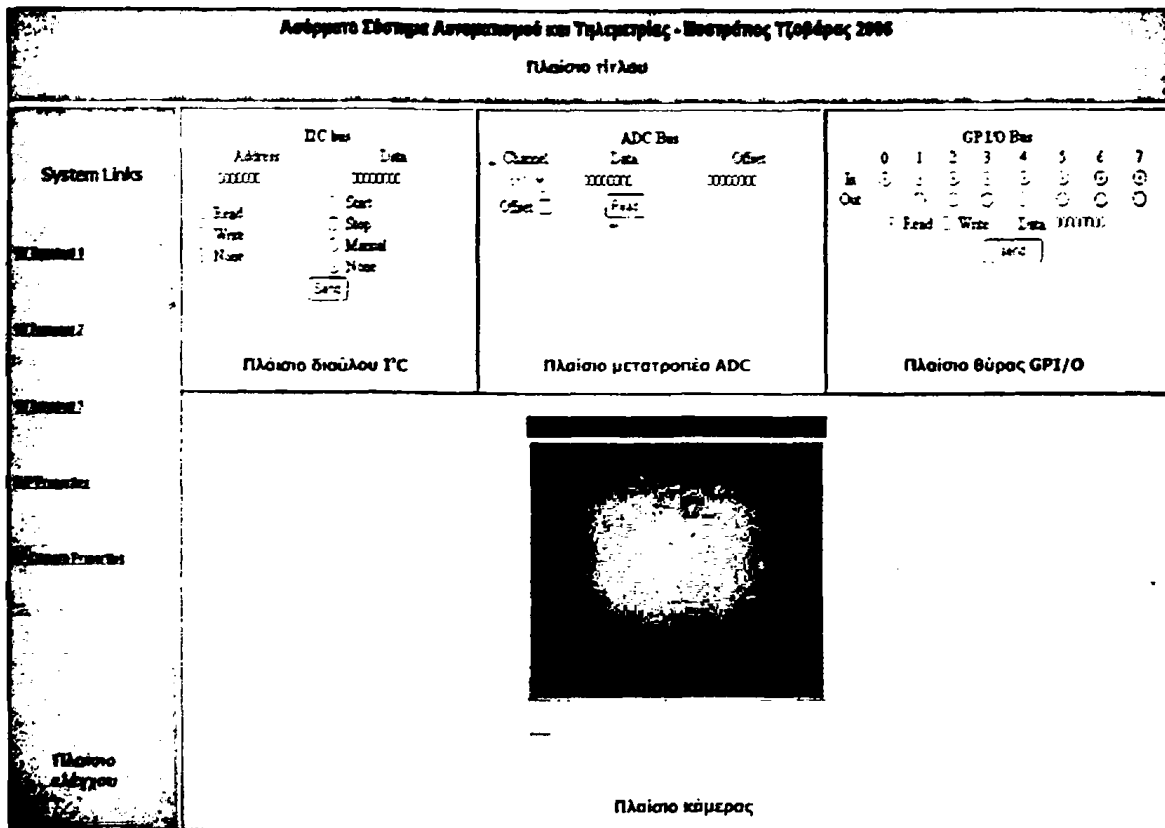 Ασύρματο Σύστημα Αυτοματισμού και Τηλεμετρίας - Τζοβάρας 2006
Πλαίσιο τίτλου
System Links
Properties
Properties
Πλαίσιο
ελέγχου
I2C bus
Address Data
Read
Write
None
Start
Stop
Manual
None
Send
Πλαίσιο διαύλου I²C
ADC Bus
Channel Data Offset
Offset Read
Πλαίσιο μετατροπέα ADC
GPI/O Bus
0 1 2 3 4 5 6 7
In
Out
Read Write Data
Send
Πλαίσιο θύρας GPI/O
Πλαίσιο κάμερας